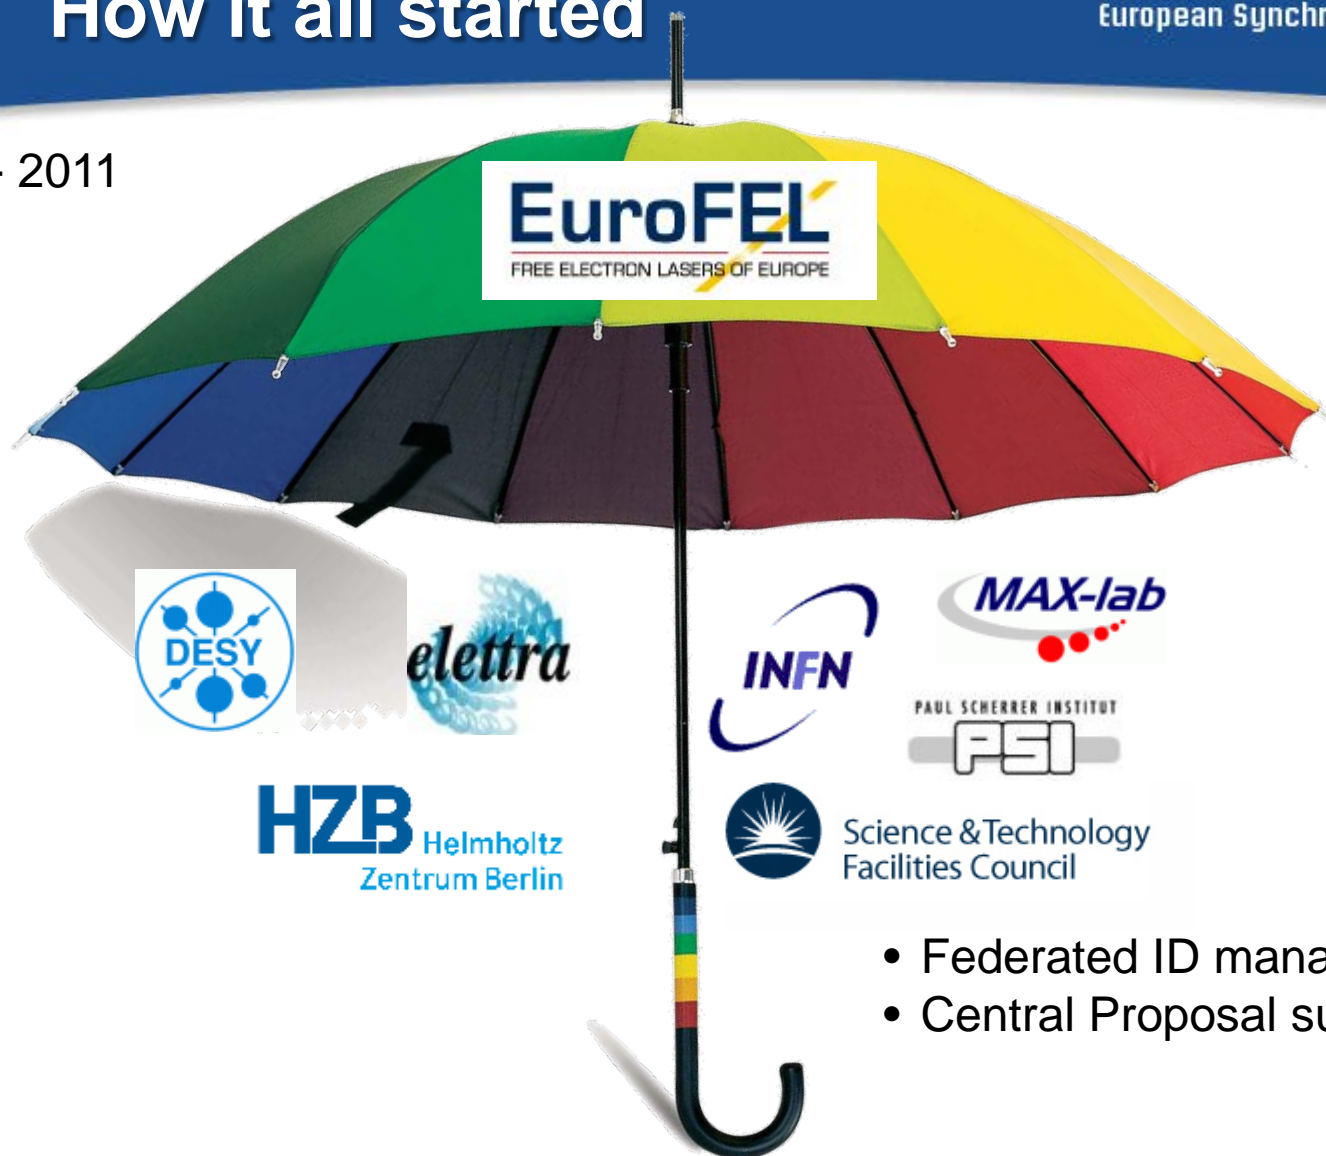 How it all started
European Synchr
- 2011
EuroFEL
FREE ELECTRON LASERS OF EUROPE
DESY
elettra
INFN
MAX-lab
PAUL SCHERRER INSTITUT
PSI
HZB Helmholtz
Zentrum Berlin
Science & Technology
Facilities Council
• Federated ID mana
• Central Proposal su